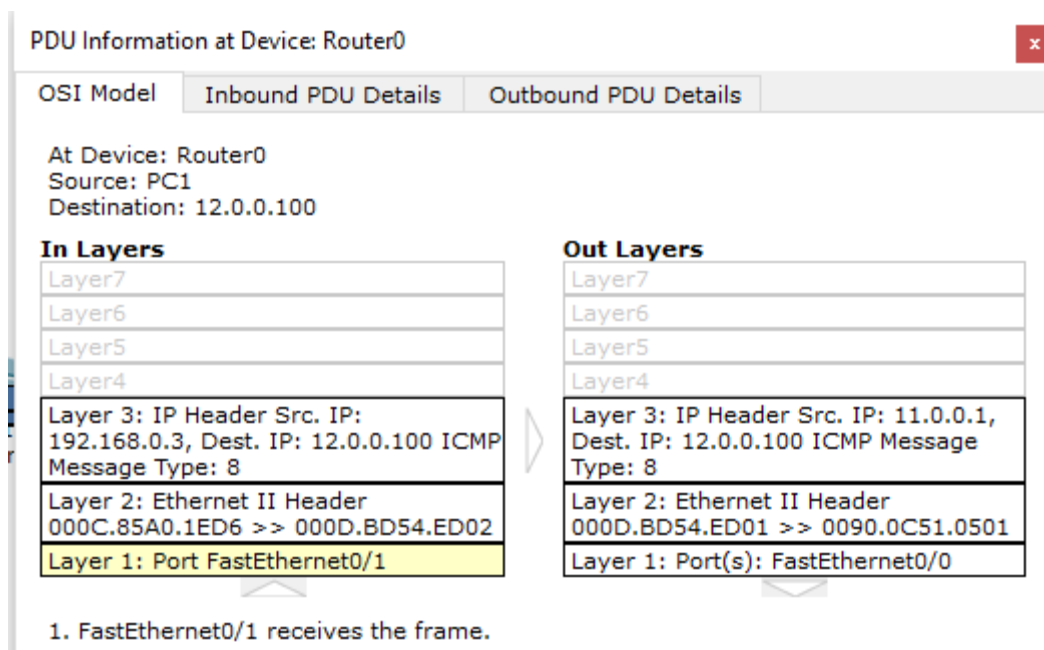 PDU Information at Device: Router0
x
OSI Model
Inbound PDU Details
Outbound PDU Details
At Device: Router0
Source: PC1
Destination: 12.0.0.100
In Layers
Layer7
Layer6
Layer5
Layer4
Layer 3: IP Header Src. IP:
192.168.0.3, Dest. IP: 12.0.0.100 ICMP
Message Type: 8
Layer 2: Ethernet II Header
000C.85A0.1ED6 >> 000D.BD54.ED02
Layer 1: Port FastEthernet0/1
Out Layers
Layer7
Layer6
Layer5
Layer4
Layer 3: IP Header Src. IP: 11.0.0.1,
Dest. IP: 12.0.0.100 ICMP Message
Type: 8
Layer 2: Ethernet II Header
000D.BD54.ED01 >> 0090.0C51.0501
Layer 1: Port(s): FastEthernet0/0
1. FastEthernet0/1 receives the frame.